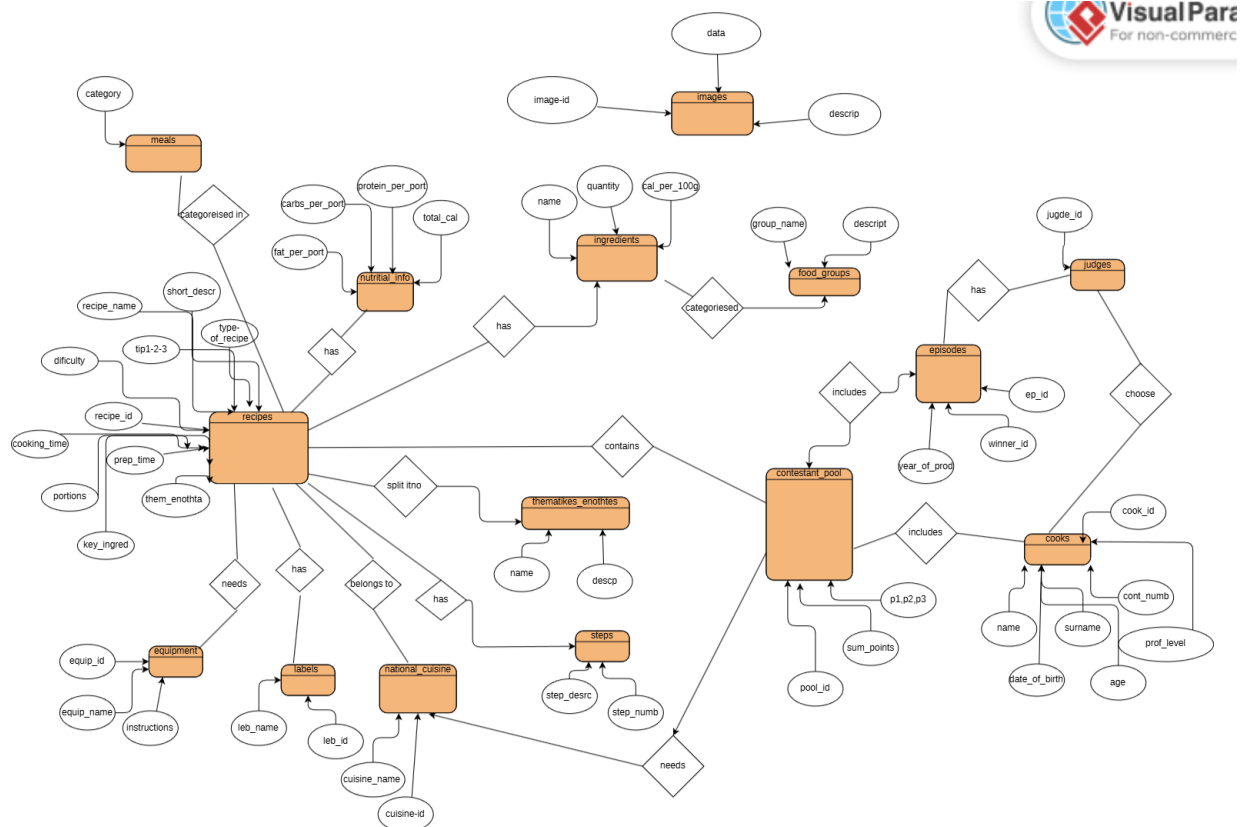 Visual Para
For non-commerc
data
images
image-id
descrip
category
meals
categoreised in
protein_per_port
carbs_per_port
total_cal
fat_per_port
nutritial_info
has
name
quantity
cal_per_100g
ingredients
has
group_name
descript
food_groups
categoriesed
jugde_id
judges
has
episodes
ep_id
winner_id
year_of_prod
choose
includes
short_descr
recipe_name
type-
of_recipe
tip1-2-3
dificulty
recipe_id
recipes
cooking_time
prep_time
portions
them_enothta
key_ingred
contains
split itno
thematikes_enothtes
name
descp
contestant_pool
p1,p2,p3
sum_points
pool_id
includes
cook_id
cooks
cont_numb
name
surname
prof_level
date_of_birth
age
needs
has
belongs to
has
equip_id
equipment
equip_name
instructions
labels
leb_name
leb_id
national_cuisine
cuisine_name
cuisine-id
steps
step_desrc
step_numb
needs